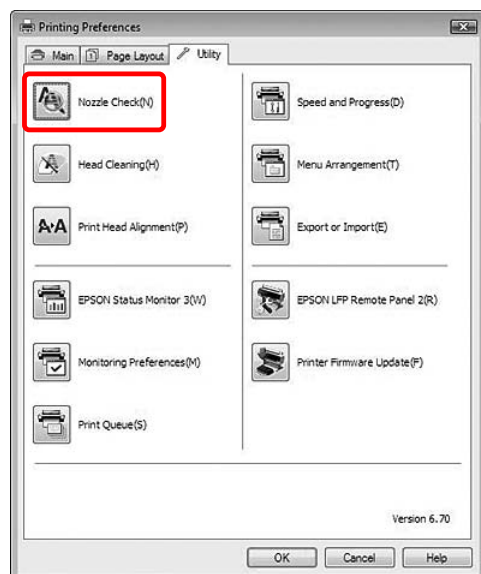 Printing Preferences
Main
Page Layout
Utility
Nozzle Check(N)
Speed and Progress(D)
Head Cleaning(H)
Menu Arrangement(T)
A›A Print Head Alignment(P)
Export or Import(E)
EPSON Status Monitor 3(W)
EPSON LFP Remote Panel 2(R)
Monitoring Preferences(M)
Printer Firmware Update(F)
Print Queue(S)
Version 6.70
OK
Cancel
Help